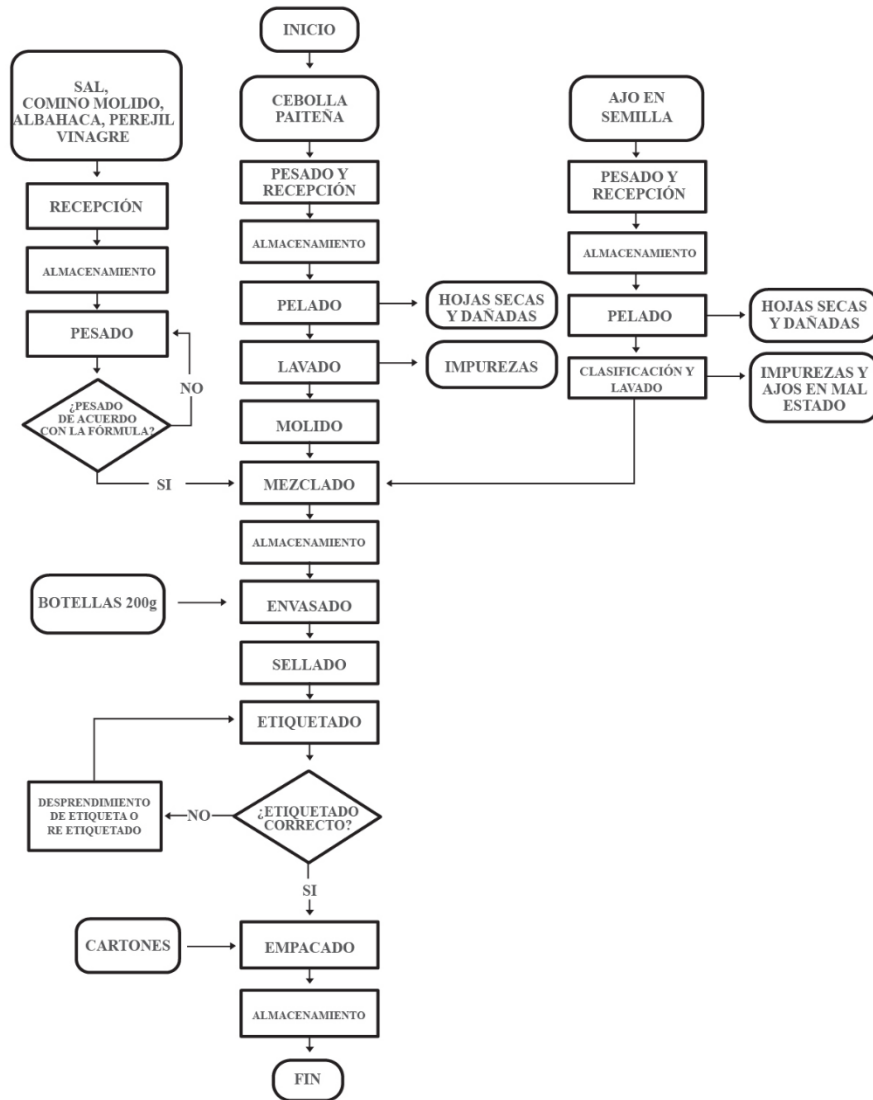 INICIO
SAL,
COMINO MOLIDO,
ALBAHACA, PEREJIL
VINAGRE
CEBOLLA
PAITEÑA
AJO EN
SEMILLA
RECEPCIÓN
PESADO Y
RECEPCIÓN
PESADO Y
RECEPCIÓN
ALMACENAMIENTO
ALMACENAMIENTO
ALMACENAMIENTO
PESADO
PELADO
HOJAS SECAS
Y DAÑADAS
PELADO
HOJAS SECAS
Y DAÑADAS
NO
LAVADO
IMPUREZAS
CLASIFICACIÓN Y
LAVADO
IMPUREZAS Y
AJOS EN MAL
ESTADO
¿PESADO
DE ACUERDO
CON LA FÓRMULA?
MOLIDO
SI
MEZCLADO
ALMACENAMIENTO
BOTELLAS 200g
ENVASADO
SELLADO
ETIQUETADO
DESPRENDIMIENTO
DE ETIQUETA O
RE ETIQUETADO
NO
¿ETIQUETADO
CORRECTO?
SI
CARTONES
EMPACADO
ALMACENAMIENTO
FIN